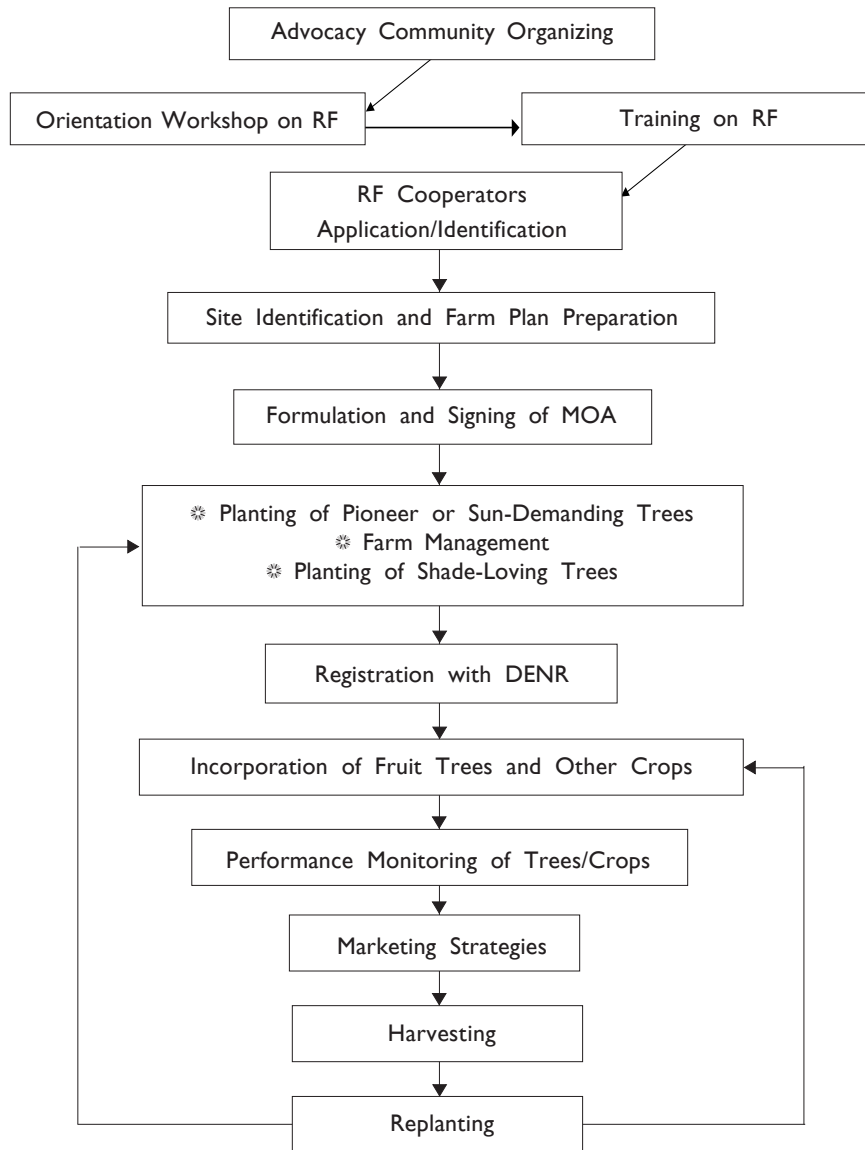 Advocacy Community Organizing
Orientation Workshop on RF
Training on RF
RF Cooperators
Application/Identification
Site Identification and Farm Plan Preparation
Formulation and Signing of MOA
Planting of Pioneer or Sun-Demanding Trees
Farm Management
Planting of Shade-Loving Trees
Registration with DENR
Incorporation of Fruit Trees and Other Crops
Performance Monitoring of Trees/Crops
Marketing Strategies
Harvesting
Replanting